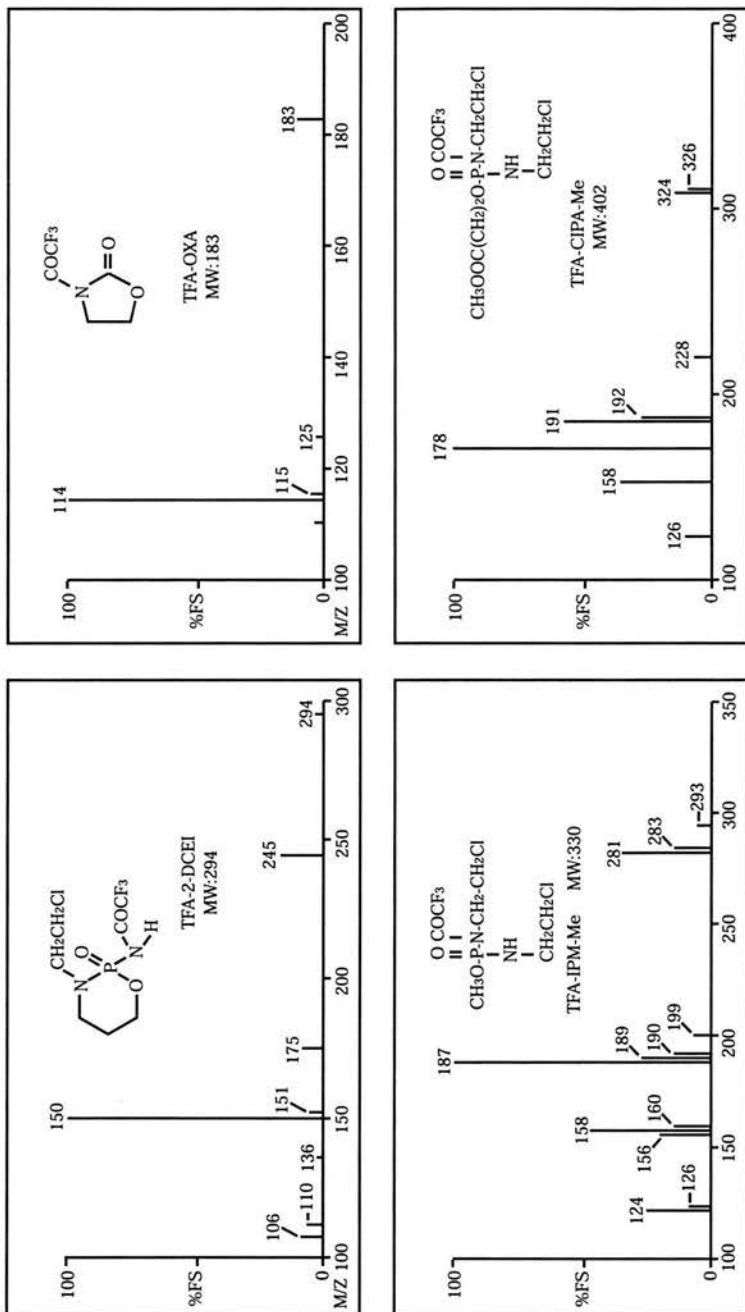 100
%FS
0
M/Z
CH2CH2Cl
N
O
P
COCF3
N
O
H
TFA-2-DCEI
MW:294
106
110
136
150
151
175
245
294
100
150
200
250
300
100
%FS
0
M/Z
COCF3
N
O
O
TFA-OXA
MW:183
114
115
125
183
100
120
140
160
180
200
100
%FS
0
O COCF3
CH3O-P-N-CH2-CH2Cl
NH
CH2CH2Cl
TFA-IPM-Me MW:330
124
126
156
158
160
187
189
190
199
281
283
293
100
150
200
250
300
350
100
%FS
0
O COCF3
CH3OOC(CH2)2O-P-N-CH2CH2Cl
NH
CH2CH2Cl
TFA-CIPA-Me
MW:402
126
158
178
191
192
228
324
326
100
200
300
400